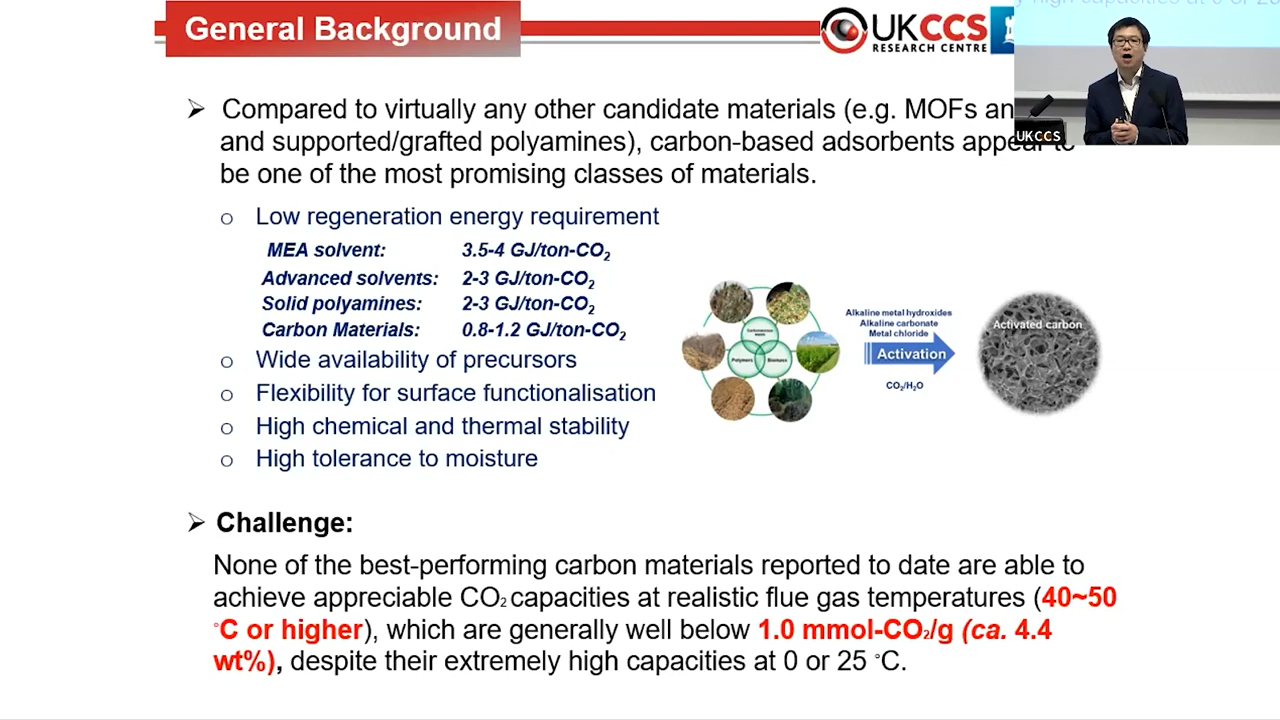 y high capacities at 0 or 25
General Background
UKCCS
RESEARCH CENTRE
UKCCS
➢ Compared to virtually any other candidate materials (e.g. MOFs an
and supported/grafted polyamines), carbon-based adsorbents appear to
be one of the most promising classes of materials.
o Low regeneration energy requirement
MEA solvent: 3.5-4 GJ/ton-CO₂
Advanced solvents: 2-3 GJ/ton-CO₂
Solid polyamines: 2-3 GJ/ton-CO₂
Carbon Materials: 0.8-1.2 GJ/ton-CO₂
o Wide availability of precursors
o Flexibility for surface functionalisation
o High chemical and thermal stability
o High tolerance to moisture
Polymers
Biomass
Alkaline metal hydroxides
Alkaline carbonate
Metal chloride
Activation
CO₂/H₂O
Activated carbon
➢ Challenge:
None of the best-performing carbon materials reported to date are able to
achieve appreciable CO₂ capacities at realistic flue gas temperatures (40~50
°C or higher), which are generally well below 1.0 mmol-CO₂/g (ca. 4.4
wt%), despite their extremely high capacities at 0 or 25 °C.